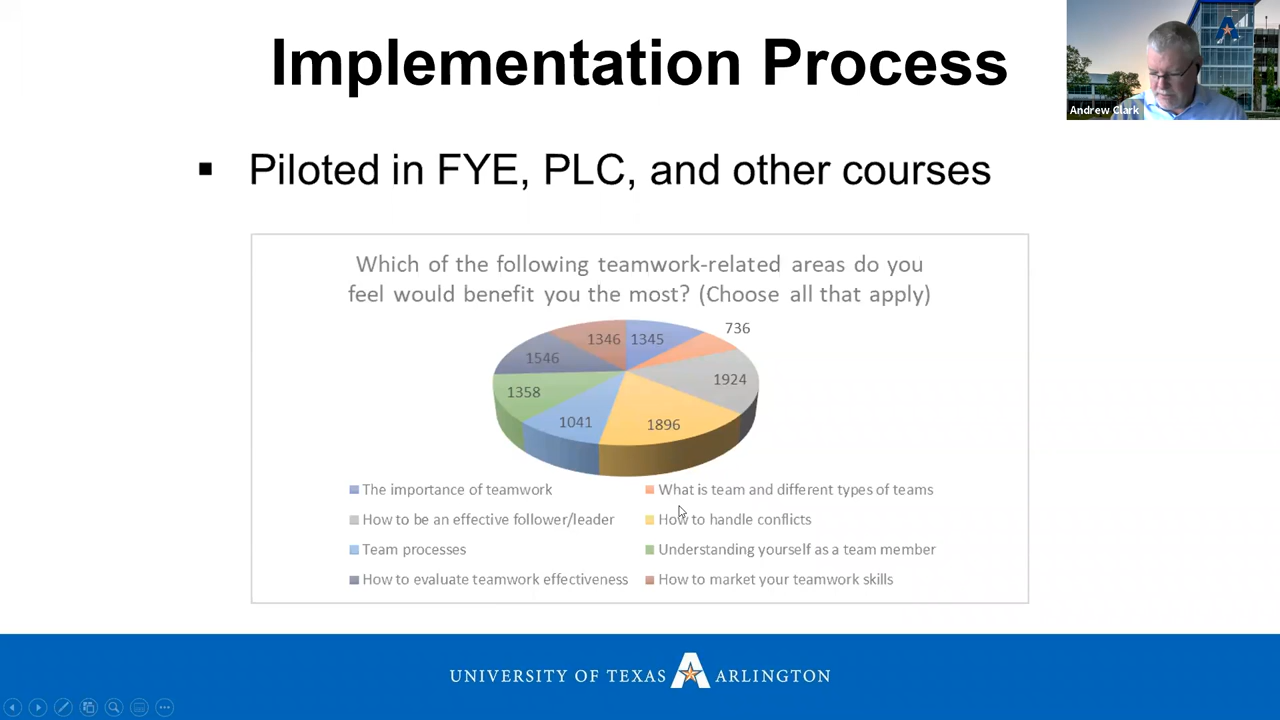 Implementation Process
Andrew Clark
▪ Piloted in FYE, PLC, and other courses
Which of the following teamwork-related areas do you
feel would benefit you the most? (Choose all that apply)
1346
1345
736
1546
1924
1358
1041
1896
The importance of teamwork
What is team and different types of teams
How to be an effective follower/leader
How to handle conflicts
Team processes
Understanding yourself as a team member
How to evaluate teamwork effectiveness
How to market your teamwork skills
UNIVERSITY OF TEXAS A ARLINGTON